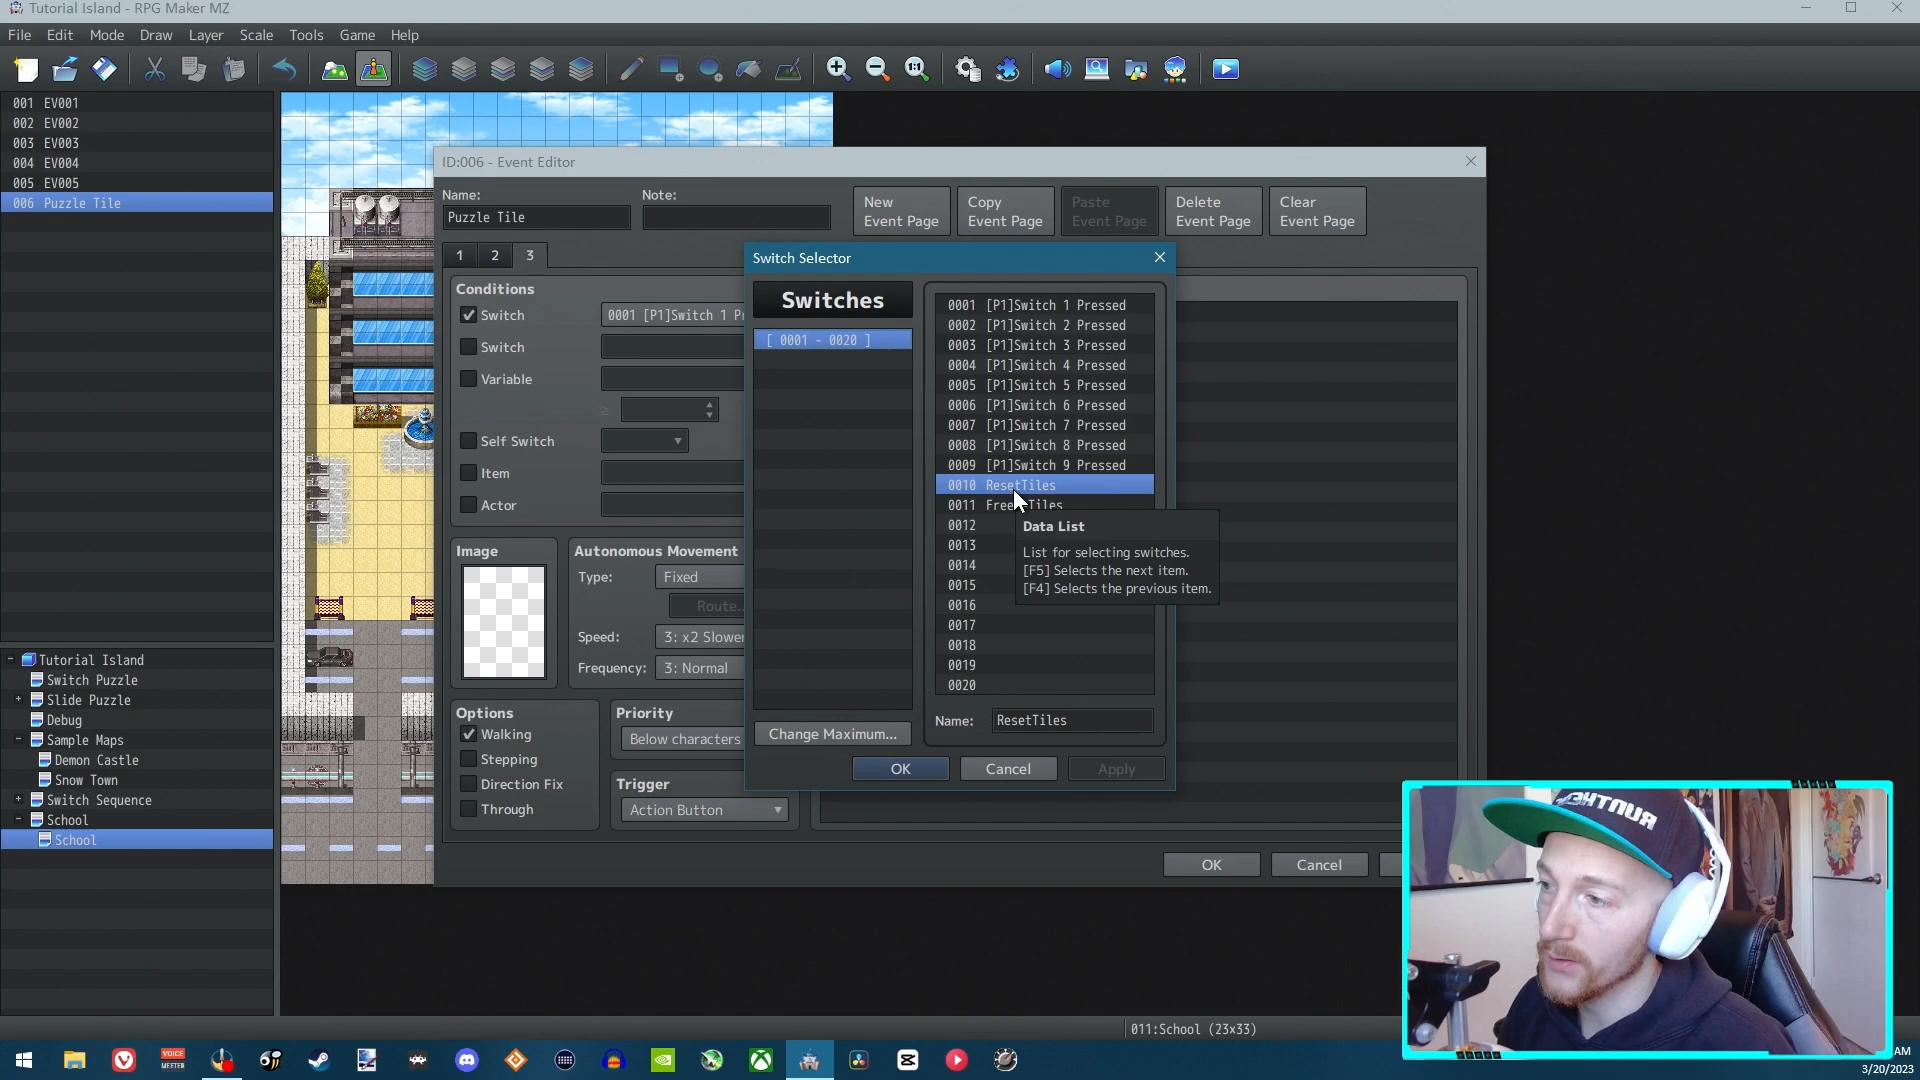 Tutorial Island - RPG Maker MZ
File Edit Mode Draw Layer Scale Tools Game Help
001 EV001
002 EV002
003 EV003
004 EV004
005 EV005
006 Puzzle Tile
Tutorial Island
Switch Puzzle
Slide Puzzle
Debug
Sample Maps
Demon Castle
Snow Town
Switch Sequence
School
School
ID:006 - Event Editor
Name:
Puzzle Tile
Note:
New
Event Page
Copy
Event Page
Paste
Event Page
Delete
Event Page
Clear
Event Page
1 2 3
Conditions
Switch 0001 [P1]Switch 1 Pr
Switch
Variable
≥
Self Switch
Item
Actor
Image
Autonomous Movement
Type: Fixed
Route..
Speed: 3: x2 Slower
Frequency: 3: Normal
Options
Walking
Stepping
Direction Fix
Through
Priority
Below characters
Trigger
Action Button
OK Cancel
Switch Selector
Switches
[ 0001 - 0020 ]
Change Maximum...
0001 [P1]Switch 1 Pressed
0002 [P1]Switch 2 Pressed
0003 [P1]Switch 3 Pressed
0004 [P1]Switch 4 Pressed
0005 [P1]Switch 5 Pressed
0006 [P1]Switch 6 Pressed
0007 [P1]Switch 7 Pressed
0008 [P1]Switch 8 Pressed
0009 [P1]Switch 9 Pressed
0010 ResetTiles
0011 Free Tiles
0012
0013
0014
0015
0016
0017
0018
0019
0020
Data List
List for selecting switches.
[F5] Selects the next item.
[F4] Selects the previous item.
Name: ResetTiles
OK Cancel Apply
011:School (23x33)
VOICE
MEETER
AM
3/20/2023